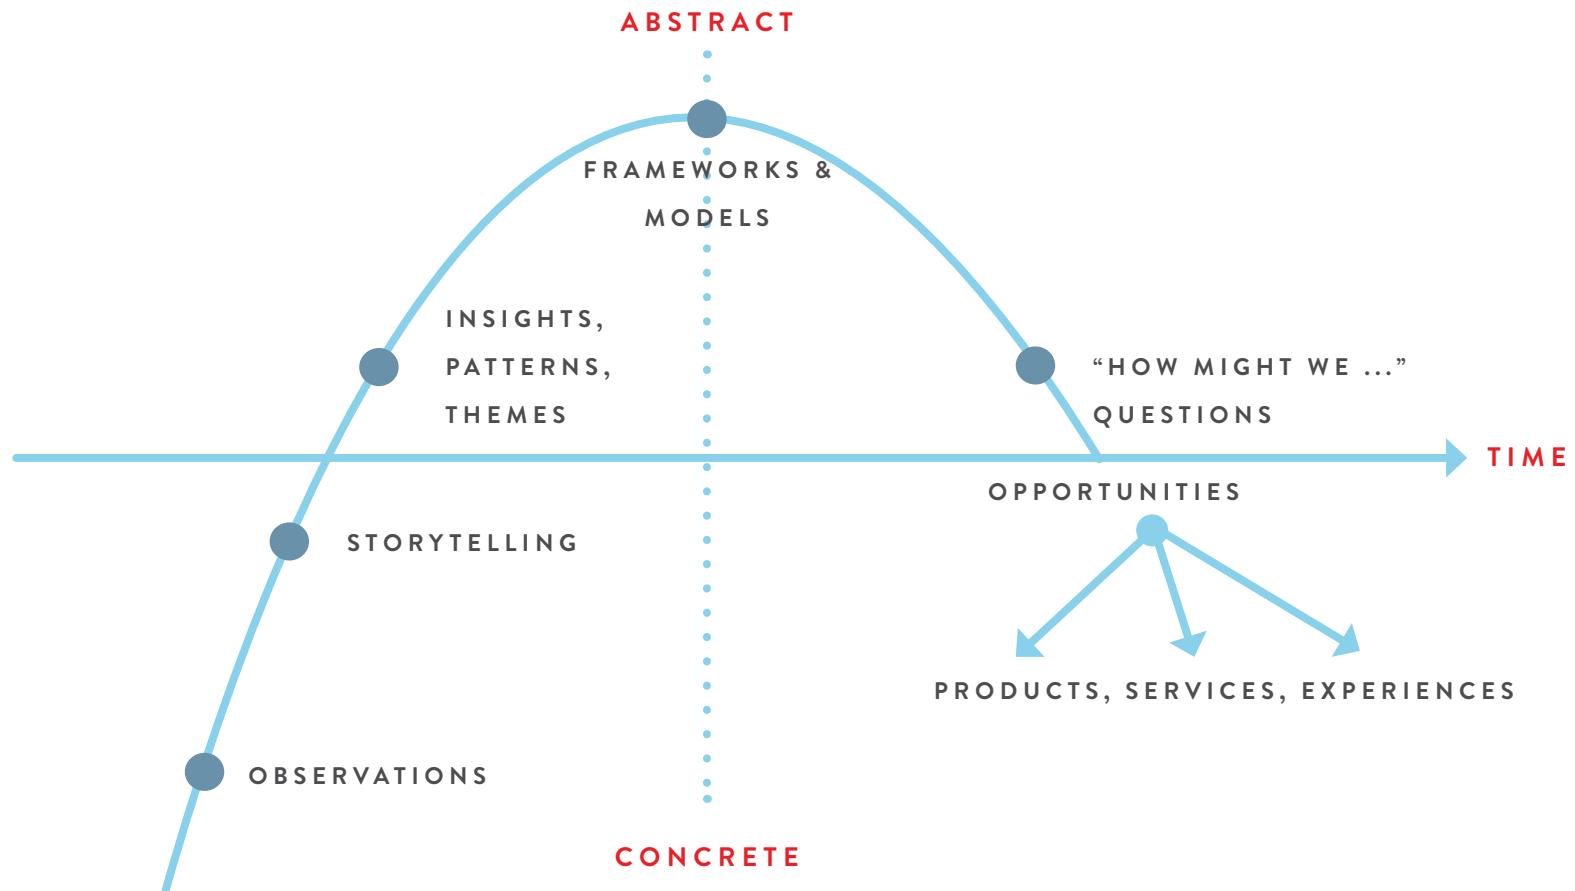 ABSTRACT
FRAMEWORKS &
MODELS
INSIGHTS,
PATTERNS,
THEMES
“HOW MIGHT WE ...”
QUESTIONS
TIME
OPPORTUNITIES
STORYTELLING
PRODUCTS, SERVICES, EXPERIENCES
OBSERVATIONS
CONCRETE